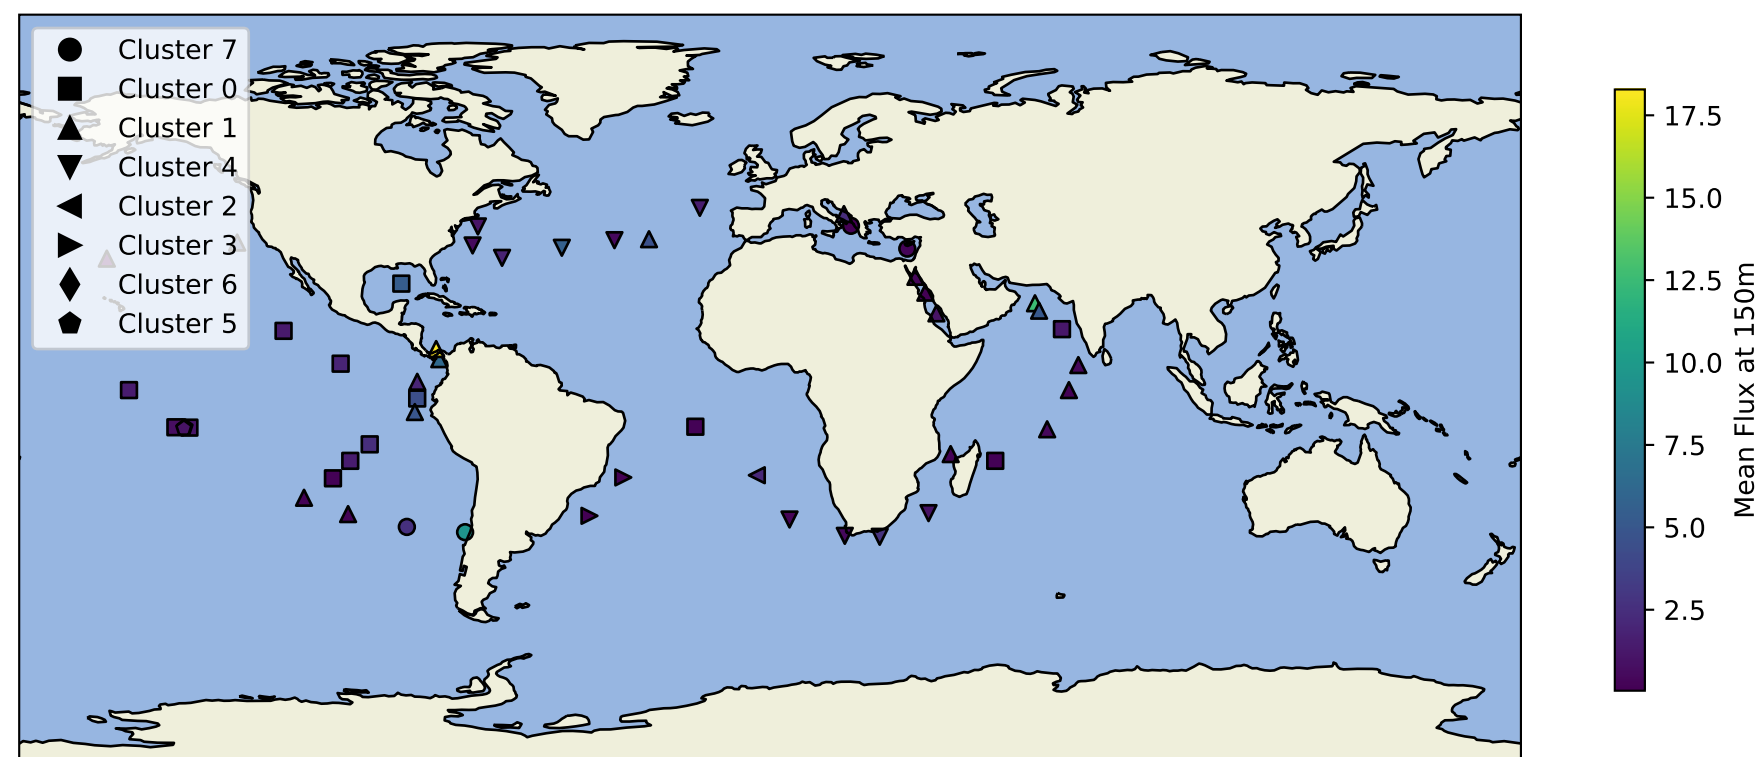 Cluster 7
Cluster 0
Cluster 1
Cluster 4
Cluster 2
Cluster 3
Cluster 6
Cluster 5
17.5
15.0
12.5
10.0
7.5
5.0
2.5
Mean Flux at 150m